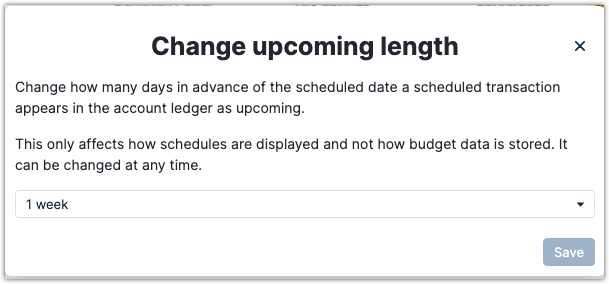 Change upcoming length
Change how many days in advance of the scheduled date a scheduled transaction
appears in the account ledger as upcoming.
This only affects how schedules are displayed and not how budget data is stored. It
can be changed at any time.
1 week
Save